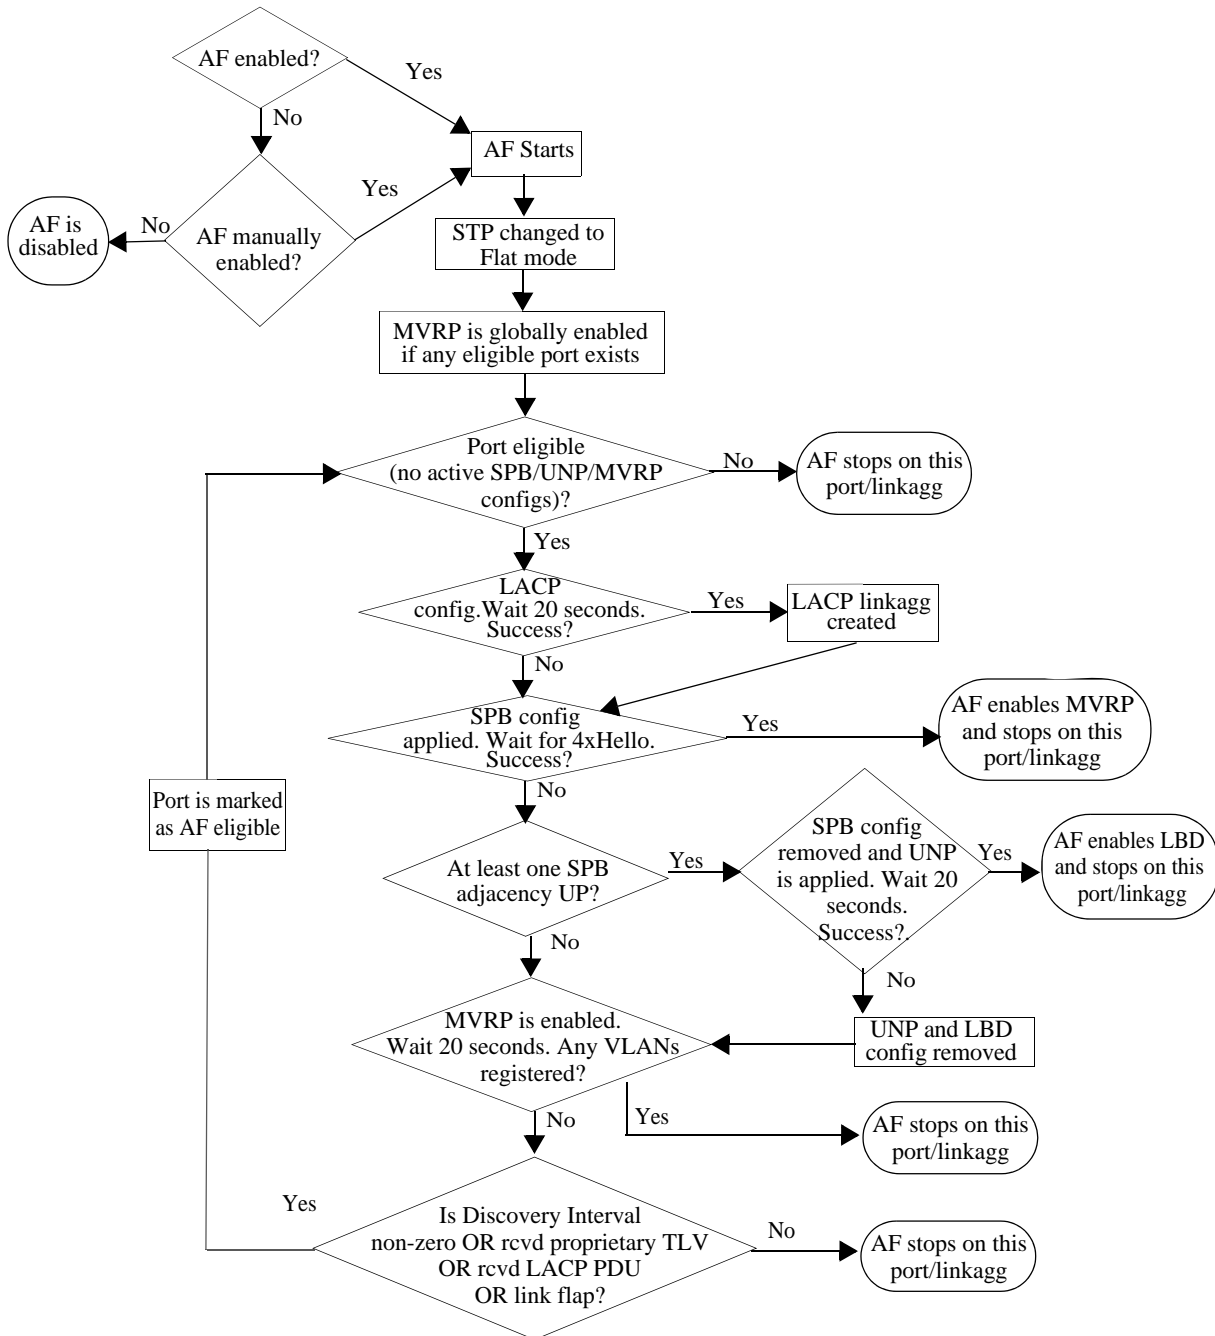 AF enabled?
Yes
No
AF Starts
Yes
AF is
disabled
No
AF manually
enabled?
STP changed to
Flat mode
MVRP is globally enabled
if any eligible port exists
Port eligible
(no active SPB/UNP/MVRP
configs)?
No
AF stops on this
port/linkagg
Yes
LACP
config.Wait 20 seconds.
Success?
Yes
LACP linkagg
created
No
SPB config
applied. Wait for 4xHello.
Success?
Yes
AF enables MVRP
and stops on this
port/linkagg
No
Port is marked
as AF eligible
At least one SPB
adjacency UP?
Yes
SPB config
removed and UNP
is applied. Wait 20
seconds.
Success?.
Yes
AF enables LBD
and stops on this
port/linkagg
No
No
MVRP is enabled.
Wait 20 seconds. Any VLANs
registered?
UNP and LBD
config removed
Yes
AF stops on this
port/linkagg
No
Yes
Is Discovery Interval
non-zero OR rcvd proprietary TLV
OR rcvd LACP PDU
OR link flap?
No
AF stops on this
port/linkagg